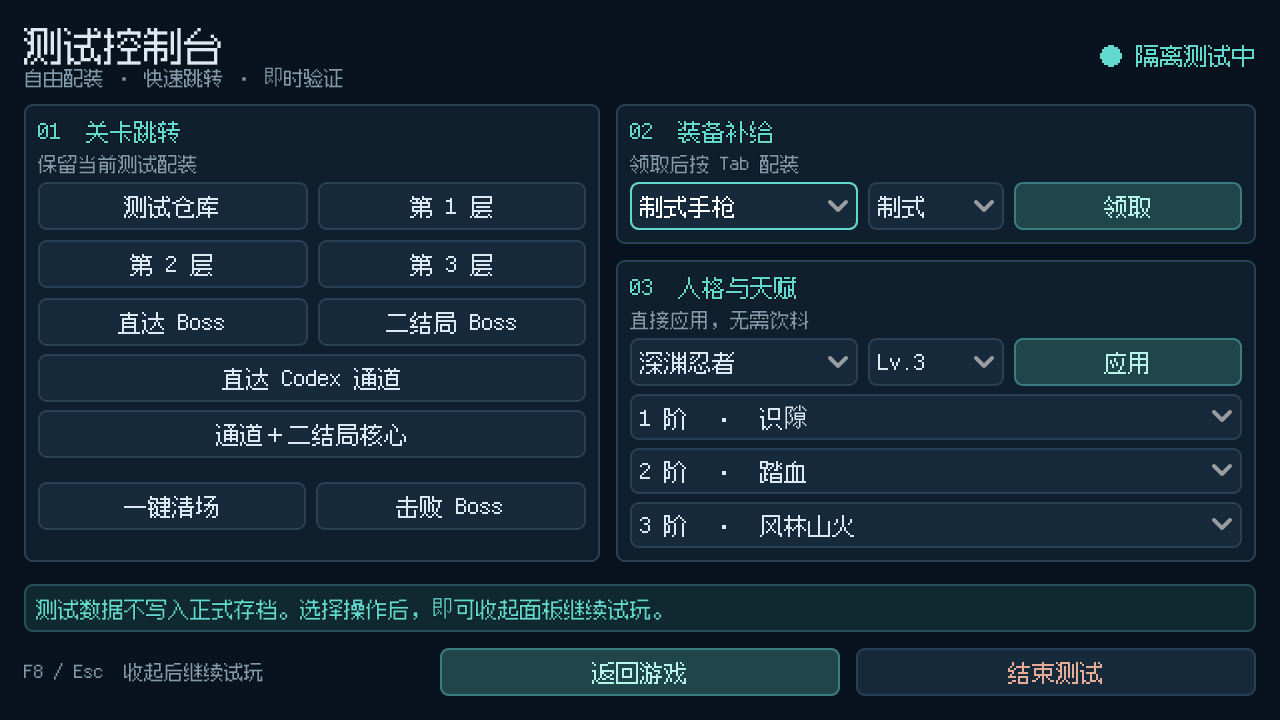 测试控制台
自由配装 · 快速跳转 · 即时验证
隔离测试中
01 关卡跳转
保留当前测试配装
测试仓库
第 1 层
第 2 层
第 3 层
直达 Boss
二结局 Boss
直达 Codex 通道
通道＋二结局核心
一键清场
击败 Boss
02 装备补给
领取后按 Tab 配装
制式手枪
制式
领取
03 人格与天赋
直接应用，无需饮料
深渊忍者
Lv.3
应用
1 阶 · 识隙
2 阶 · 踏血
3 阶 · 风林山火
测试数据不写入正式存档。选择操作后，即可收起面板继续试玩。
F8 / Esc 收起后继续试玩
返回游戏
结束测试